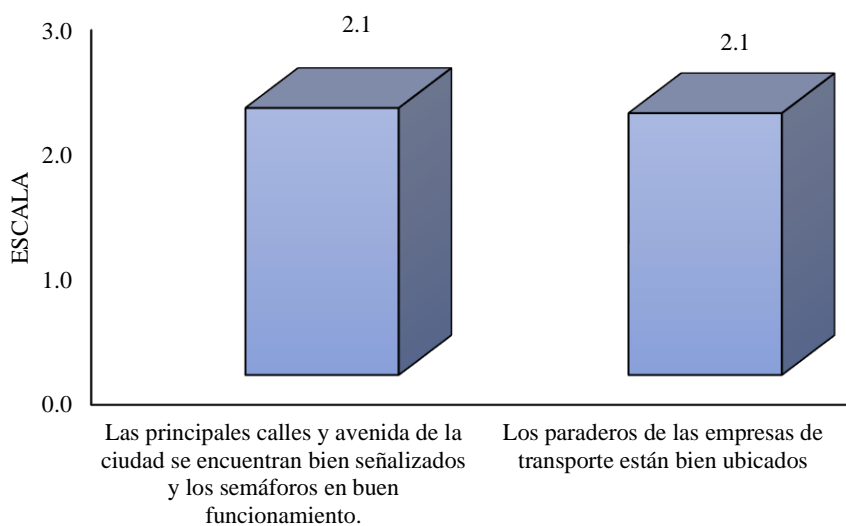 3.0
2.0
1.0
0.0
ESCALA
2.1
2.1
Las principales calles y avenida de la
ciudad se encuentran bien señalizados
y los semáforos en buen
funcionamiento.
Los paraderos de las empresas de
transporte están bien ubicados